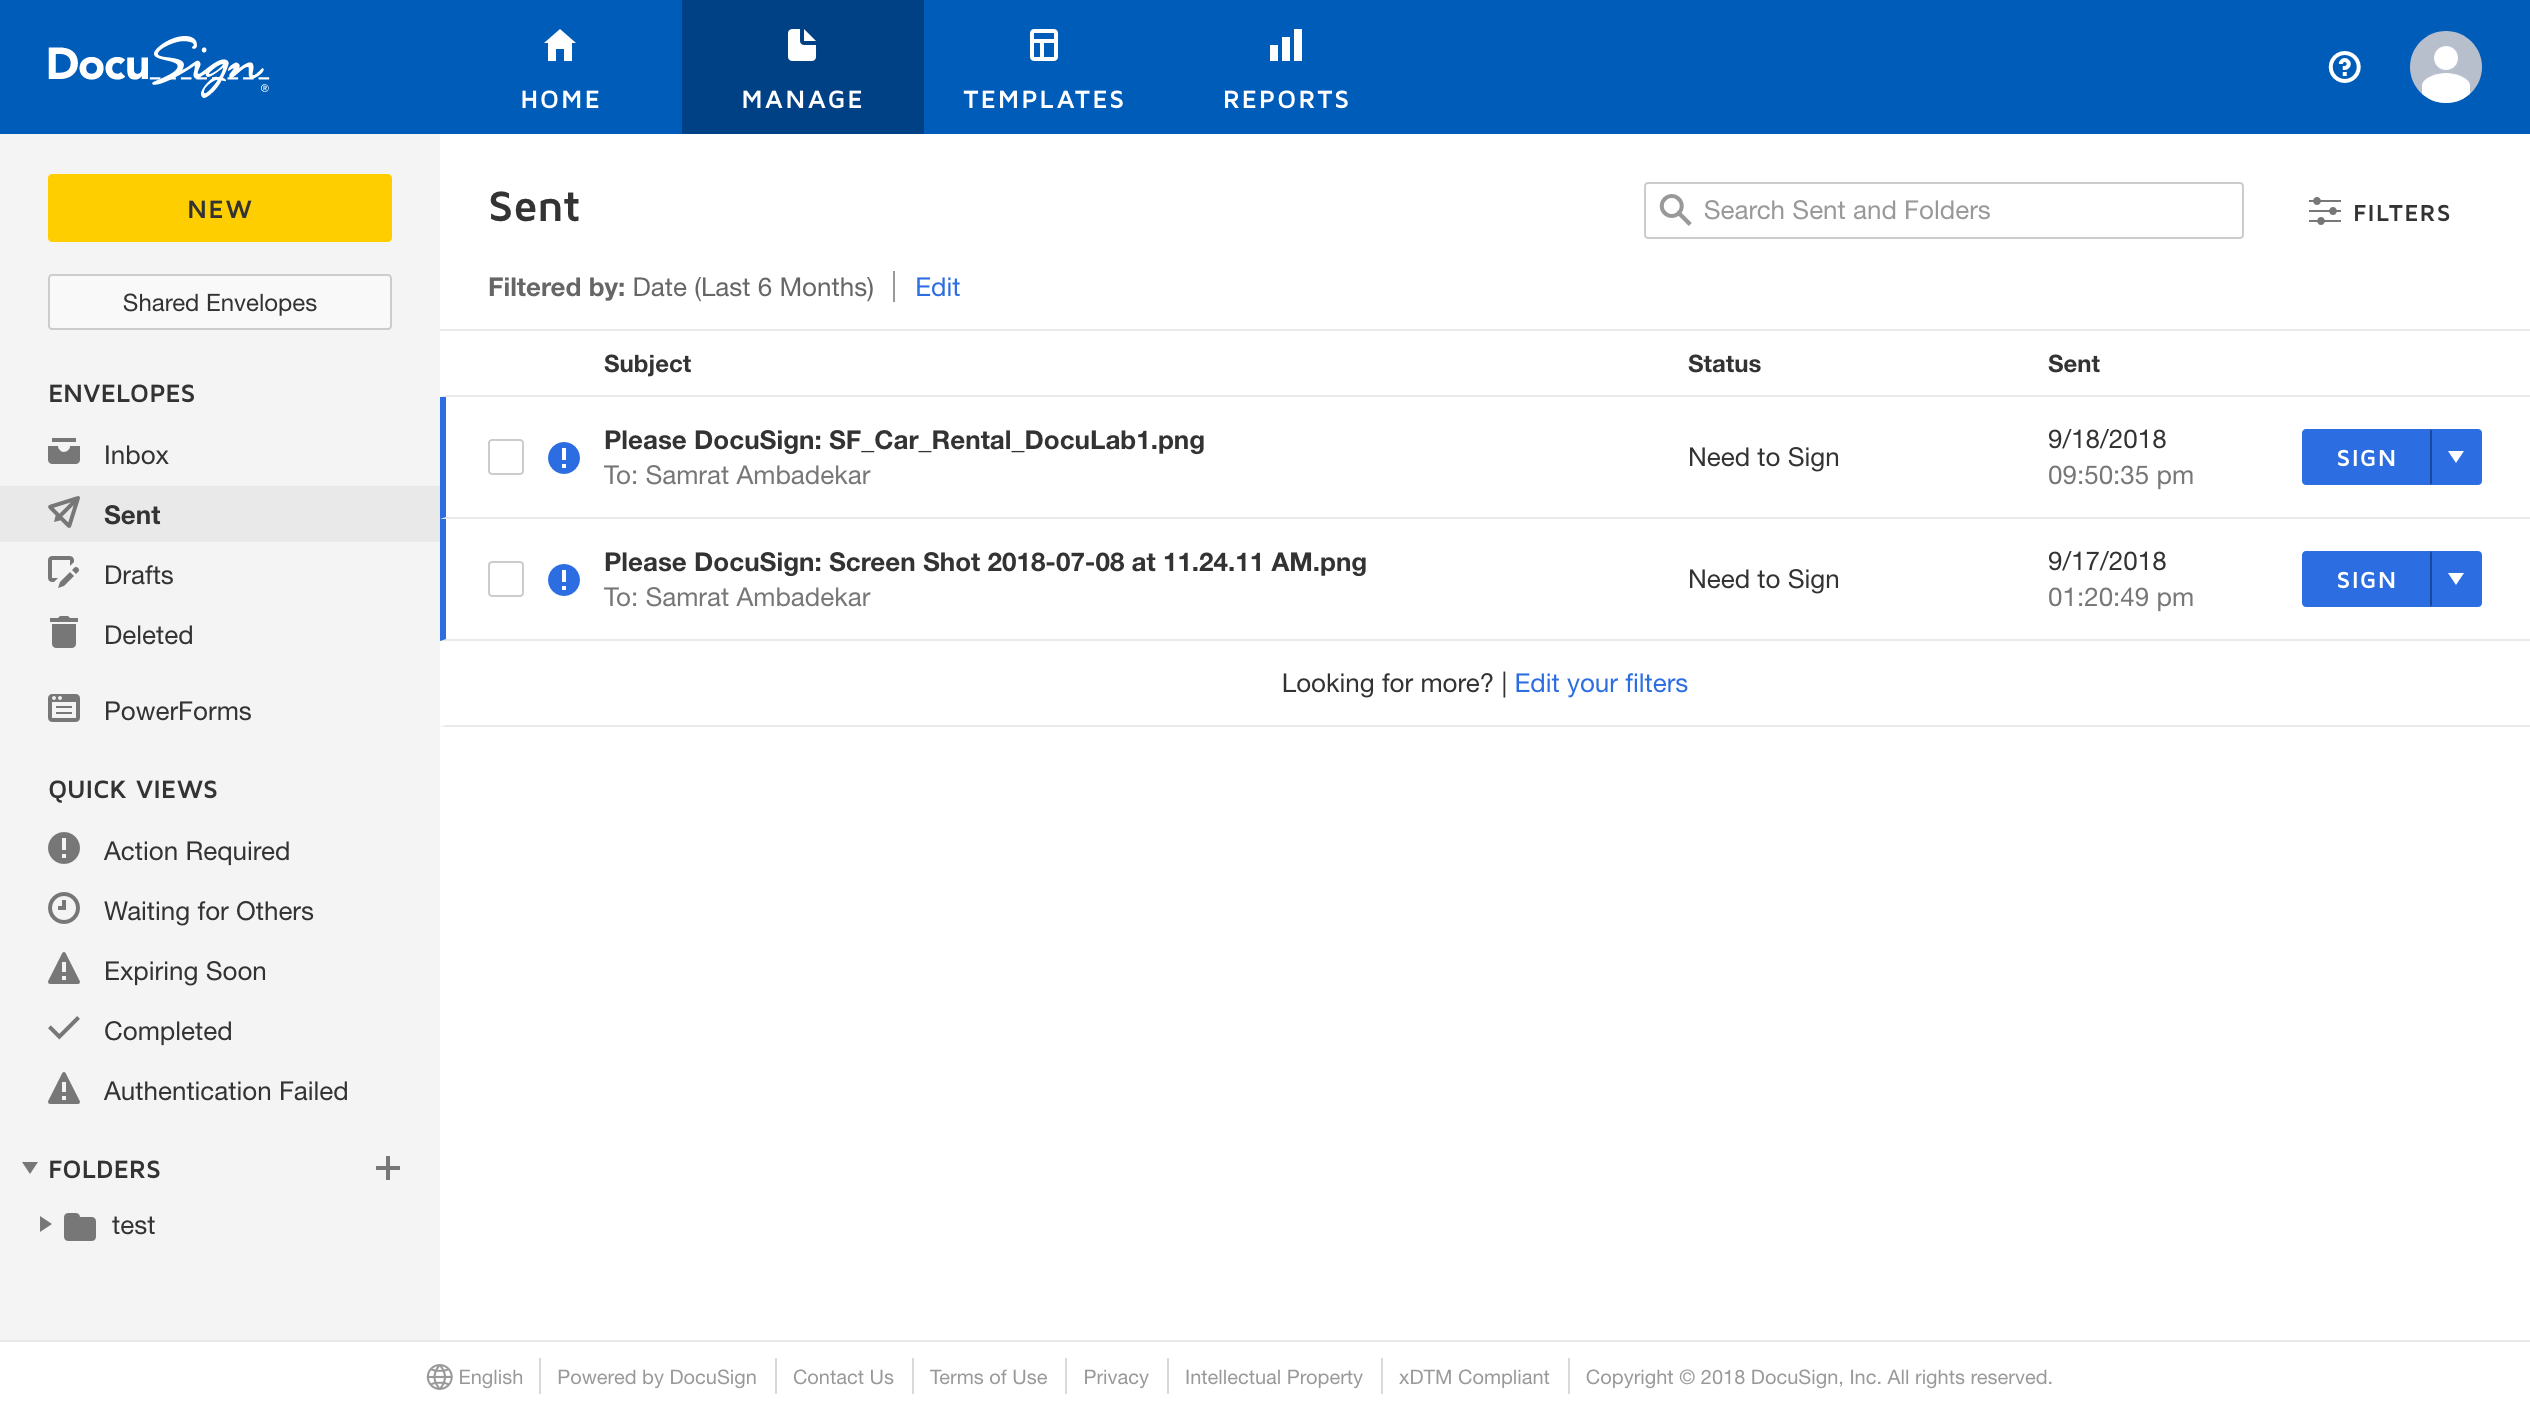 DocuSign®
HOME
MANAGE
TEMPLATES
REPORTS
NEW
Shared Envelopes
ENVELOPES
Inbox
Sent
Drafts
Deleted
PowerForms
QUICK VIEWS
Action Required
Waiting for Others
Expiring Soon
Completed
Authentication Failed
FOLDERS
test
Sent
Search Sent and Folders
FILTERS
Filtered by: Date (Last 6 Months) | Edit
Subject Status Sent
Please DocuSign: SF_Car_Rental_DocuLab1.png
To: Samrat Ambadekar
Need to Sign
9/18/2018
09:50:35 pm
SIGN
Please DocuSign: Screen Shot 2018-07-08 at 11.24.11 AM.png
To: Samrat Ambadekar
Need to Sign
9/17/2018
01:20:49 pm
SIGN
Looking for more? | Edit your filters
English | Powered by DocuSign | Contact Us | Terms of Use | Privacy | Intellectual Property | xDTM Compliant | Copyright © 2018 DocuSign, Inc. All rights reserved.